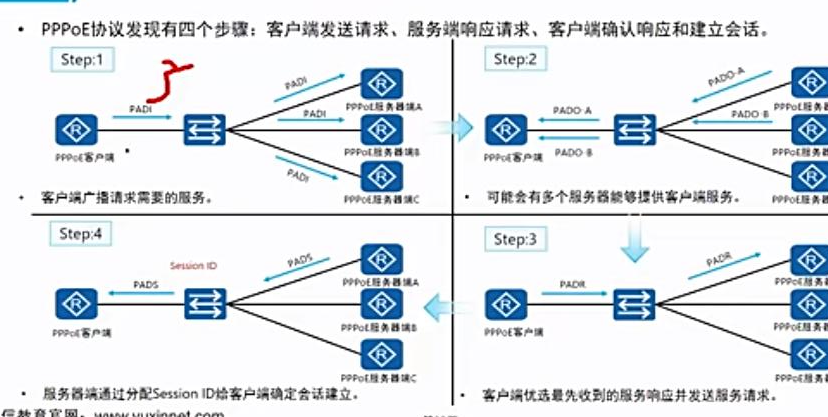 • PPPoE协议发现有四个步骤：客户端发送请求、服务端响应请求、客户端确认响应和建立会话。
Step:1
PADI
PADI
PADI
PADI
PPPoE客户端
PPPoE服务器端A
PPPoE服务器端B
PPPoE服务器端C
• 客户端广播请求需要的服务。
Step:2
PADO-A
PADO-B
PADO-A
PADO-B
PPPoE客户端
PPPoE服务器
PPPoE服务器
PPPoE服务器
• 可能会有多个服务器能够提供客户端服务。
Step:4
Session ID
PADS
PADS
PPPoE客户端
PPPoE服务器端A
PPPoE服务器端B
PPPoE服务器端C
• 服务器端通过分配Session ID给客户端确定会话建立。
Step:3
PADR
PADR
PPPoE客户端
PPPoE服务器
PPPoE服务器
PPPoE服务器
• 客户端优选最先收到的服务响应并发送服务请求。
信教育官网：www.yuxinnet.com